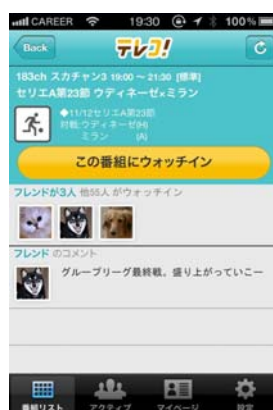 CAREER 19:30 100%
Back テレコ!
183ch スカチャン3 19:00 ~ 21:30 [標準]
セリエA第23節 ウディネーゼ×ミラン
◆11/12セリエA第23節
対戦:ウディネーゼ(H)
ミラン (A)
この番組にウォッチイン
フレンドが3人 他55人 がウォッチイン
フレンド のコメント
グループリーグ最終戦。盛り上がっていこー
番組リスト アクティブ マイページ 設定